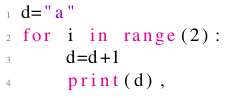 1 d="a"
2 for i in range(2):
3     d=d+1
4     print(d),